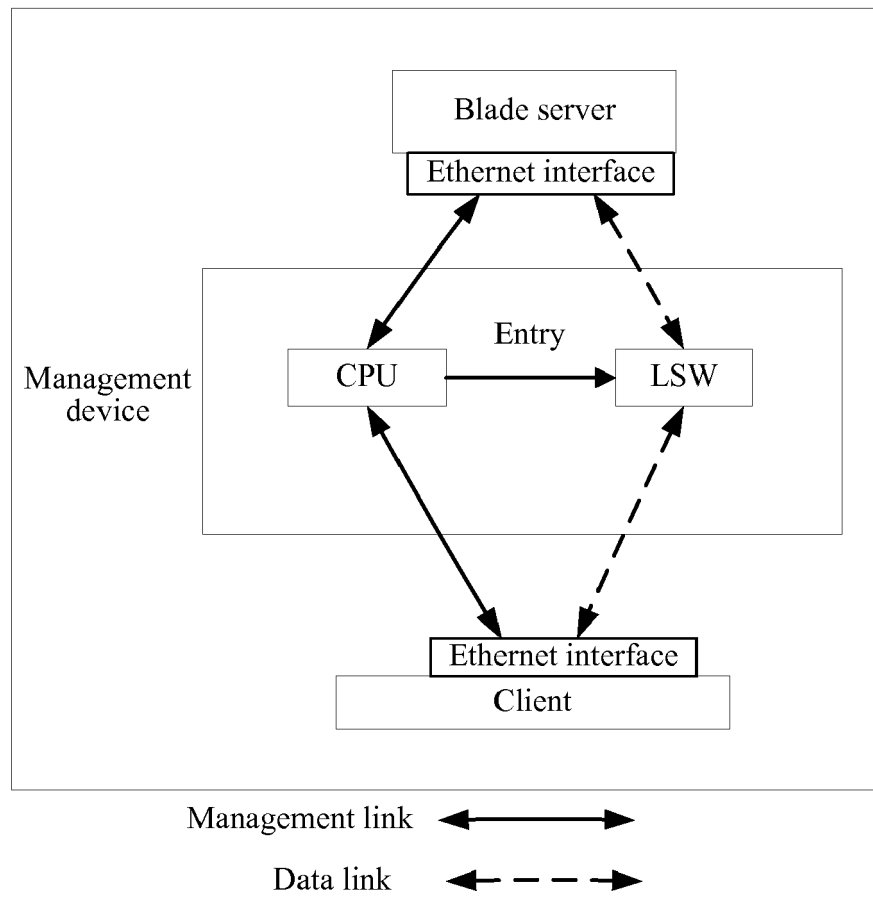 Blade server
Ethernet interface
Entry
CPU
LSW
Management
device
Ethernet interface
Client
Management link
Data link